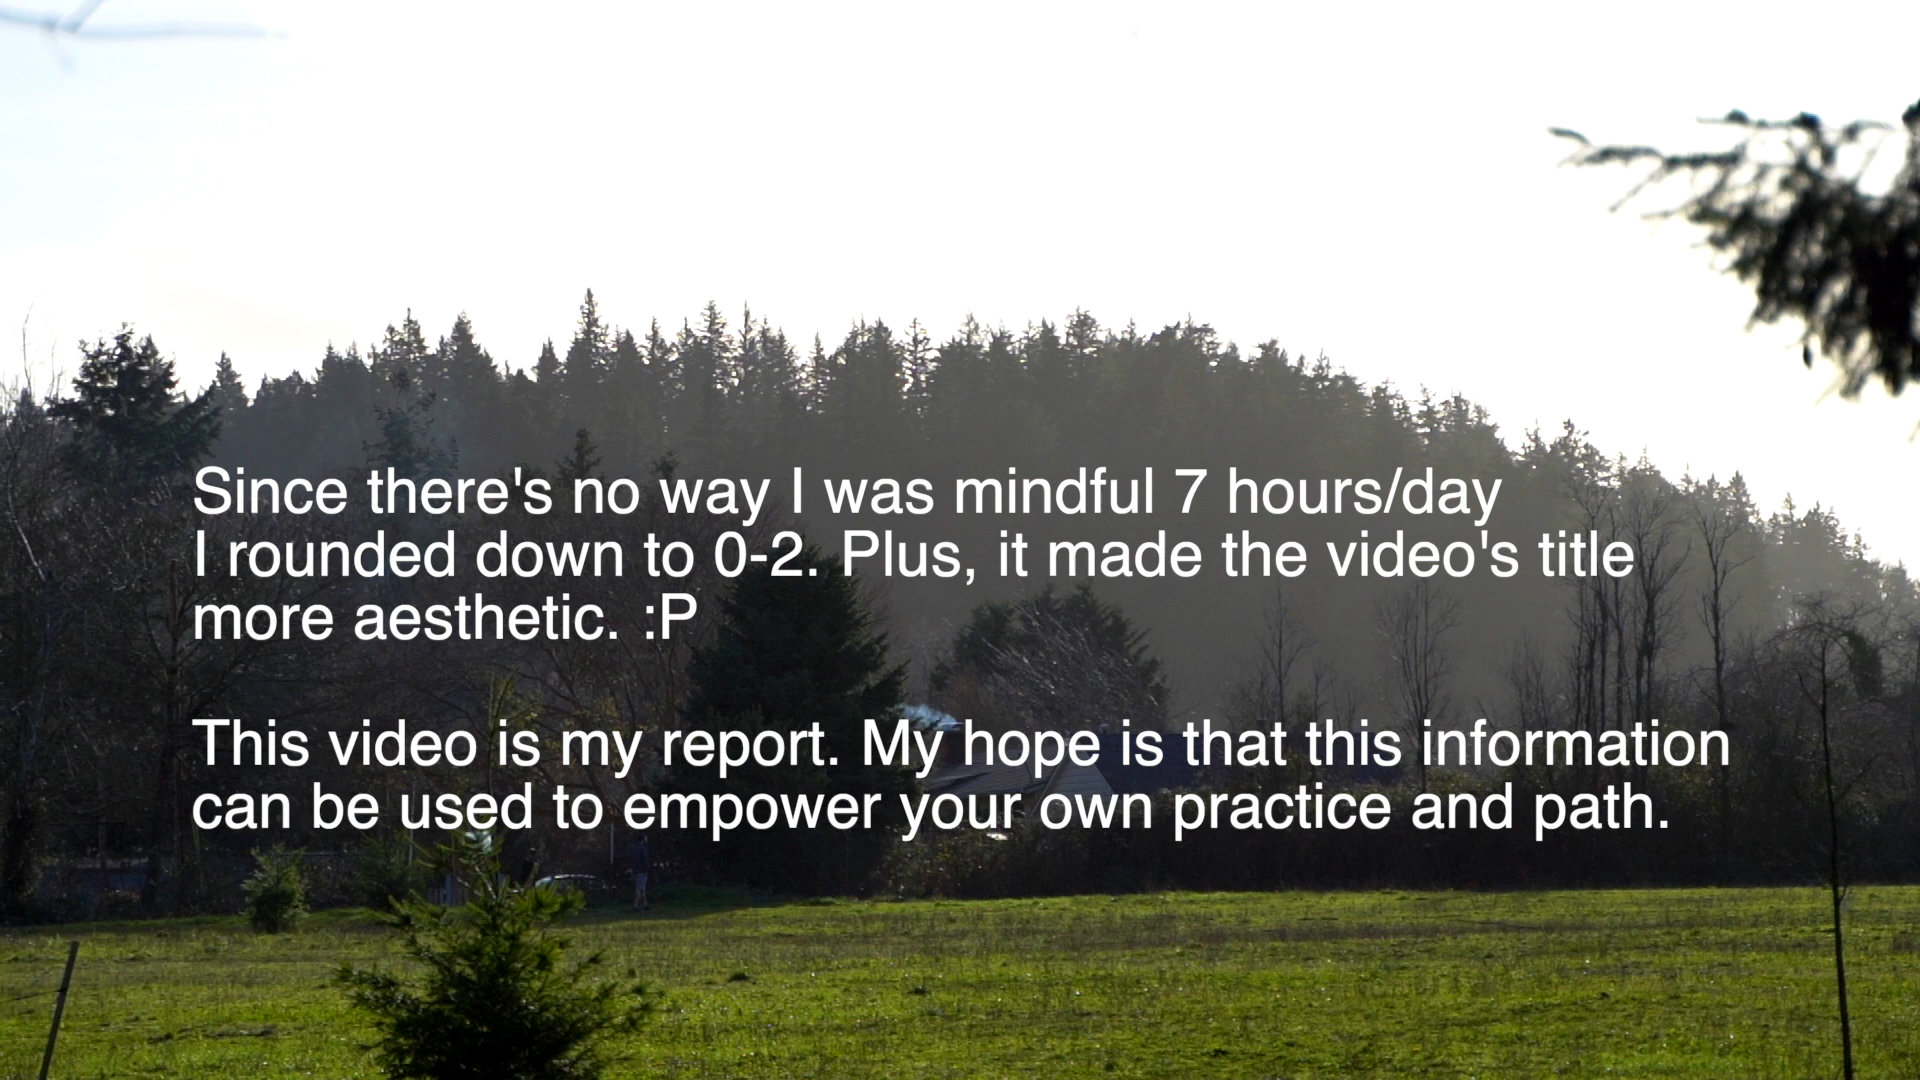 Since there's no way I was mindful 7 hours/day
I rounded down to 0-2. Plus, it made the video's title
more aesthetic. :P
This video is my report. My hope is that this information
can be used to empower your own practice and path.